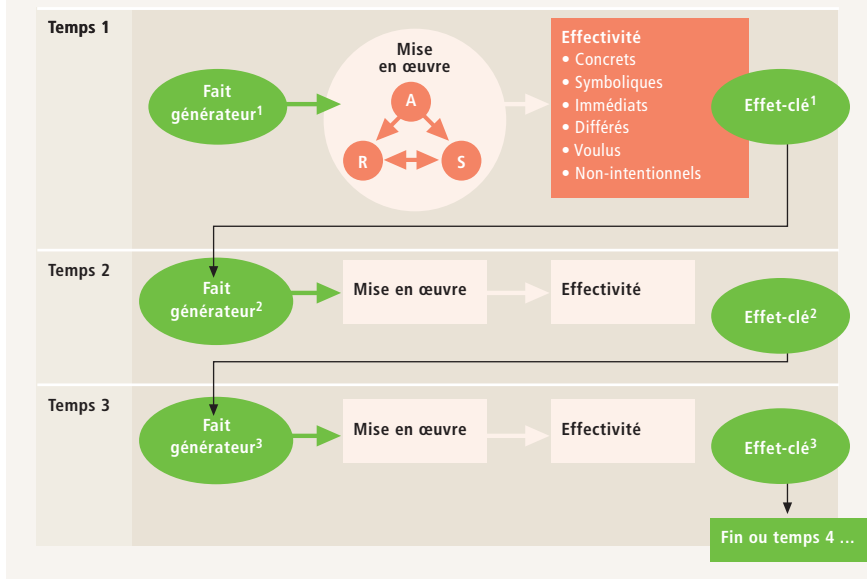 Temps 1
Fait
générateur¹
Mise
en œuvre
A
R
S
Effectivité
• Concrets
• Symboliques
• Immédiats
• Différés
• Voulus
• Non-intentionnels
Effet-clé¹
Temps 2
Fait
générateur²
Mise en œuvre
Effectivité
Effet-clé²
Temps 3
Fait
générateur³
Mise en œuvre
Effectivité
Effet-clé³
Fin ou temps 4 ...